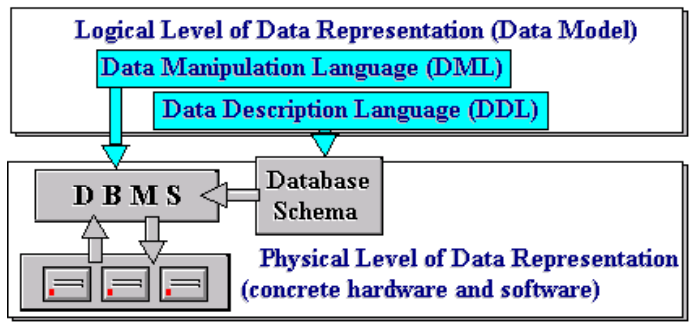 Logical Level of Data Representation (Data Model)
Data Manipulation Language (DML)
Data Description Language (DDL)
D B M S
Database
Schema
Physical Level of Data Representation
(concrete hardware and software)